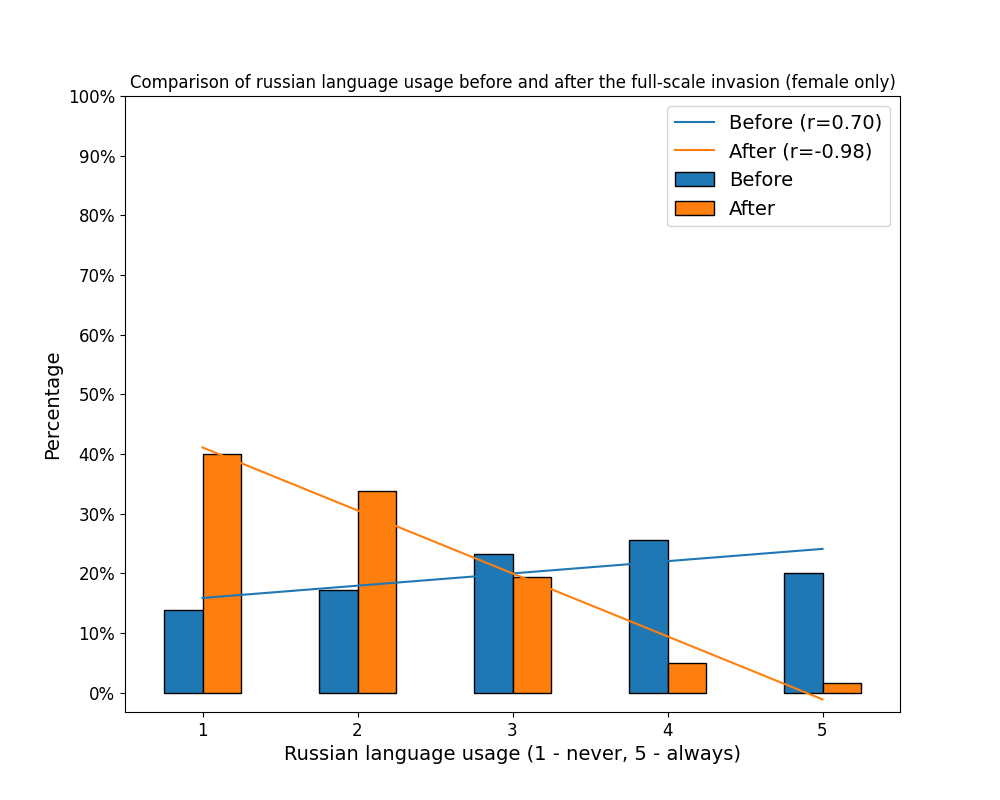 Comparison of russian language usage before and after the full-scale invasion (female only)
100%
90%
80%
70%
60%
50%
40%
30%
20%
10%
0%
Percentage
Before (r=0.70)
After (r=-0.98)
Before
After
1 2 3 4 5
Russian language usage (1 - never, 5 - always)